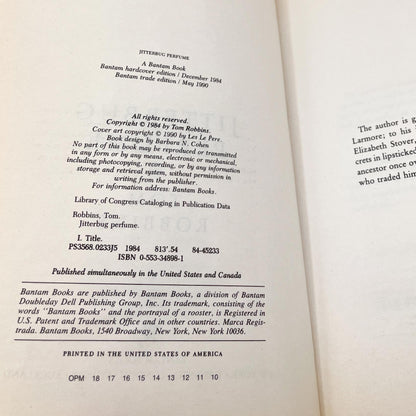 JITTERBUG PERFUME
A Bantam Book
Bantam hardcover edition / December 1984
Bantam trade edition / May 1990
All rights reserved.
Copyright © 1984 by Tom Robbins.
Cover art copyright © 1990 by Les Le Pere.
Book design by Barbara N. Cohen
No part of this book may be reproduced or transmitted
in any form or by any means, electronic or mechanical,
including photocopying, recording, or by any information
storage and retrieval system, without permission in
writing from the publisher.
For information address: Bantam Books.
Library of Congress Cataloging in Publication Data
Robbins, Tom.
Jitterbug perfume.
I. Title.
PS3568.O233J5 1984 813'.54 84-45233
ISBN 0-553-34898-1
Published simultaneously in the United States and Canada
Bantam Books are published by Bantam Books, a division of Bantam
Doubleday Dell Publishing Group, Inc. Its trademark, consisting of the
words "Bantam Books" and the portrayal of a rooster, is Registered in
U.S. Patent and Trademark Office and in other countries. Marca Regis-
trada. Bantam Books, 1540 Broadway, New York, New York 10036.
PRINTED IN THE UNITED STATES OF AMERICA
OPM 18 17 16 15 14 13 12 11 10
The author is g
Larmore; to his
Elizabeth Stover,
crets in lipsticked
ancestor once ow
who traded him